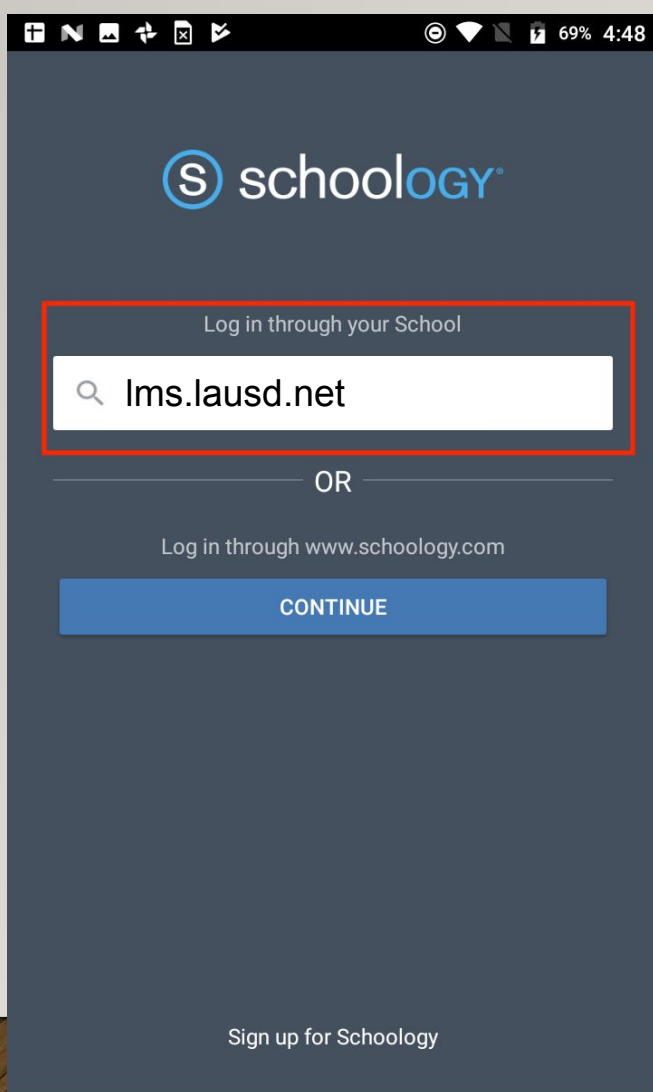 69% 4:48
S schoology®
Log in through your School
lms.lausd.net
OR
Log in through www.schoology.com
CONTINUE
Sign up for Schoology